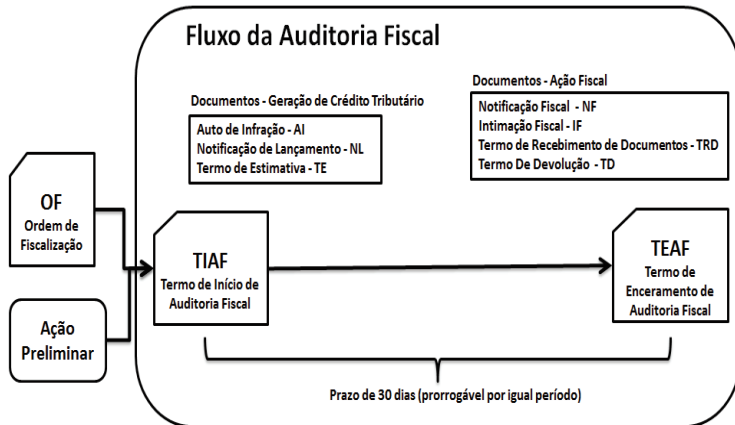 Fluxo da Auditoria Fiscal
Documentos - Geração de Crédito Tributário
Auto de Infração - AI
Notificação de Lançamento - NL
Termo de Estimativa - TE
Documentos - Ação Fiscal
Notificação Fiscal - NF
Intimação Fiscal - IF
Termo de Recebimento de Documentos - TRD
Termo De Devolução - TD
OF
Ordem de
Fiscalização
Ação
Preliminar
TIAF
Termo de Início de
Auditoria Fiscal
TEAF
Termo de
Enceramento de
Auditoria Fiscal
Prazo de 30 dias (prorrogável por igual período)